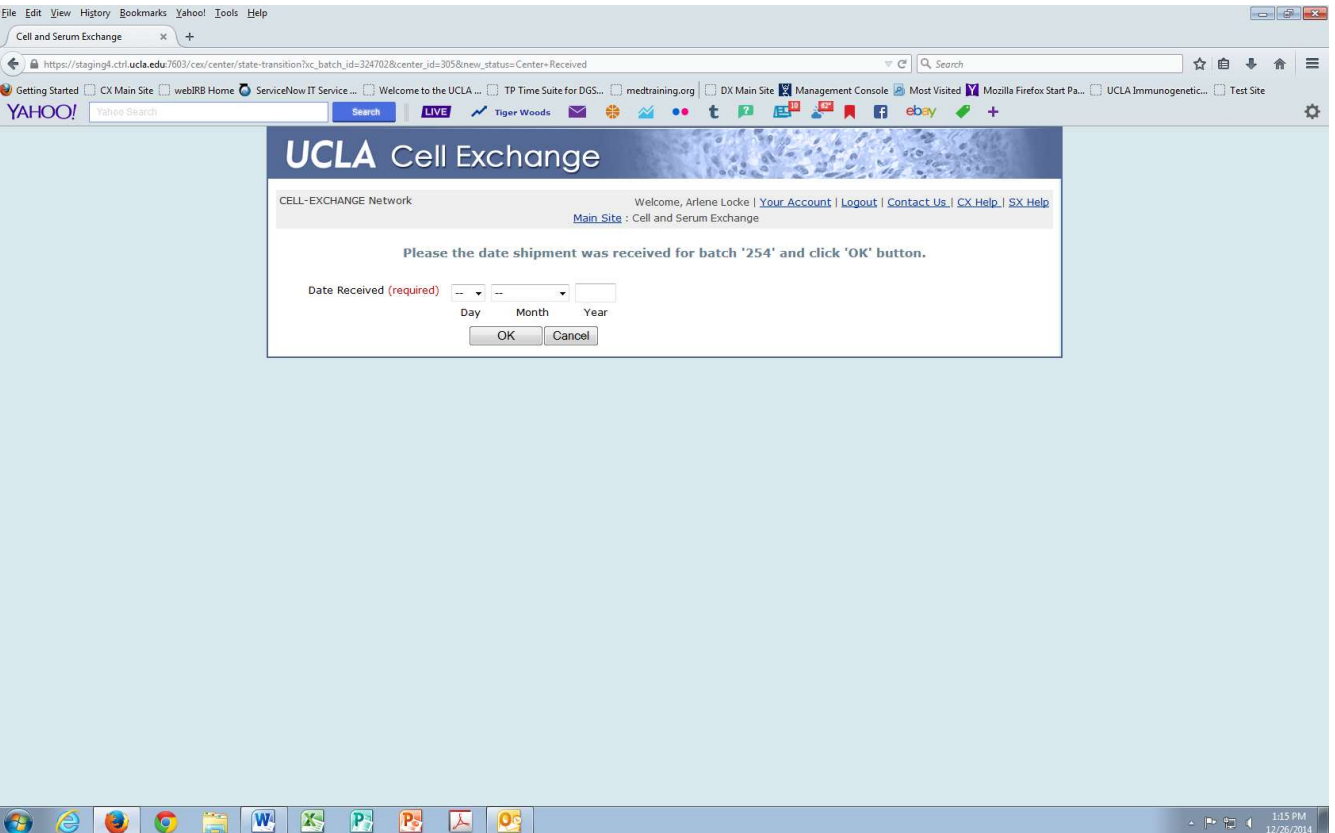 File Edit View History Bookmarks Yahoo! Tools Help
Cell and Serum Exchange × +
https://staging4.ctrl.ucla.edu:7603/cex/center/state-transition?xc_batch_id=324702&center_id=305&new_status=Center+Received Search
Getting Started CX Main Site webIRB Home ServiceNow IT Service ... Welcome to the UCLA ... TP Time Suite for DGS... medtraining.org DX Main Site Management Console Most Visited Mozilla Firefox Start Pa... UCLA Immunogenetic... Test Site
YAHOO! Yahoo Search Search LIVE Tiger Woods ebay
UCLA Cell Exchange
CELL-EXCHANGE Network Welcome, Arlene Locke | Your Account | Logout | Contact Us | CX Help | SX Help
Main Site : Cell and Serum Exchange
Please the date shipment was received for batch '254' and click 'OK' button.
Date Received (required) -- --
Day Month Year
OK Cancel
1:15 PM
12/26/2014